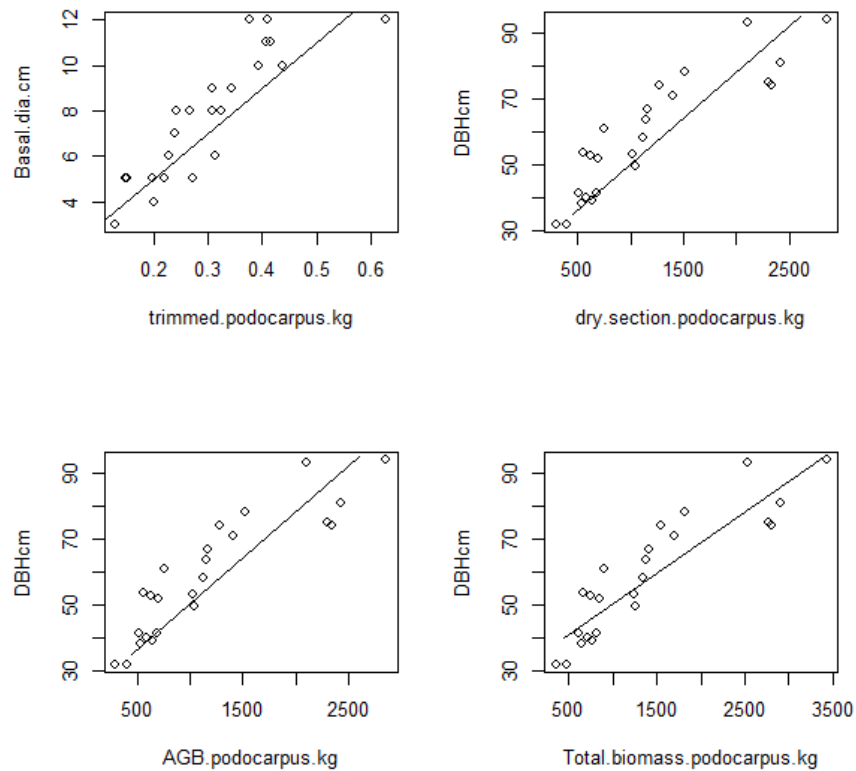 Basal.dia.cm
12
10
8
6
4
0.2 0.3 0.4 0.5 0.6
trimmed.podocarpus.kg
DBHcm
90
70
50
30
500 1500 2500
dry.section.podocarpus.kg
DBHcm
90
70
50
30
500 1500 2500
AGB.podocarpus.kg
DBHcm
90
70
50
30
500 1500 2500 3500
Total.biomass.podocarpus.kg